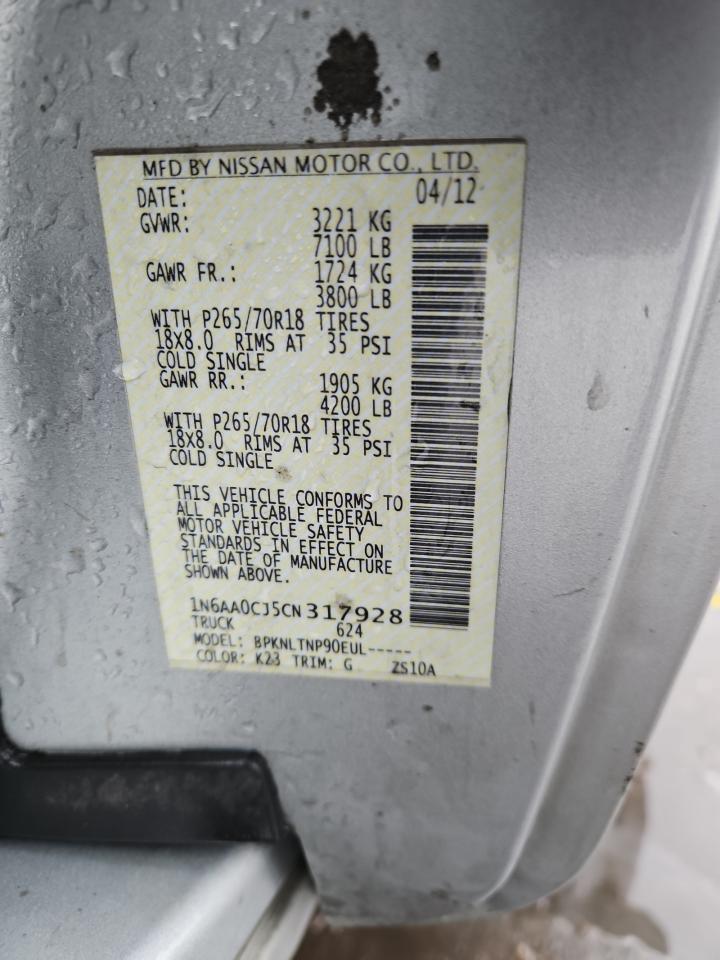 MFD BY NISSAN MOTOR CO., LTD.
DATE: 04/12
GVWR: 3221 KG
7100 LB
GAWR FR.: 1724 KG
3800 LB
WITH P265/70R18 TIRES
18X8.0 RIMS AT 35 PSI
COLD SINGLE
GAWR RR.: 1905 KG
4200 LB
WITH P265/70R18 TIRES
18X8.0 RIMS AT 35 PSI
COLD SINGLE
THIS VEHICLE CONFORMS TO
ALL APPLICABLE FEDERAL
MOTOR VEHICLE SAFETY
STANDARDS IN EFFECT ON
THE DATE OF MANUFACTURE
SHOWN ABOVE.
1N6AA0CJ5CN317928
TRUCK 624
MODEL: BPKNLTNP90EUL-----
COLOR: K23 TRIM: G ZS10A